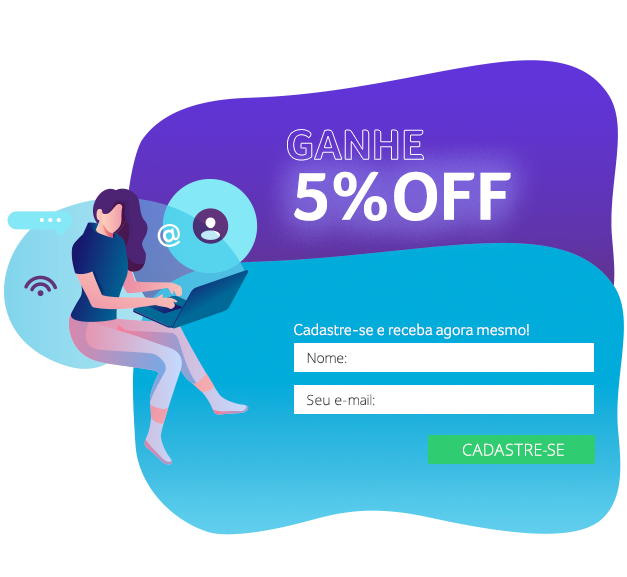 GANHE
5%OFF
@
Cadastre-se e receba agora mesmo!
Nome:
Seu e-mail:
CADASTRE-SE